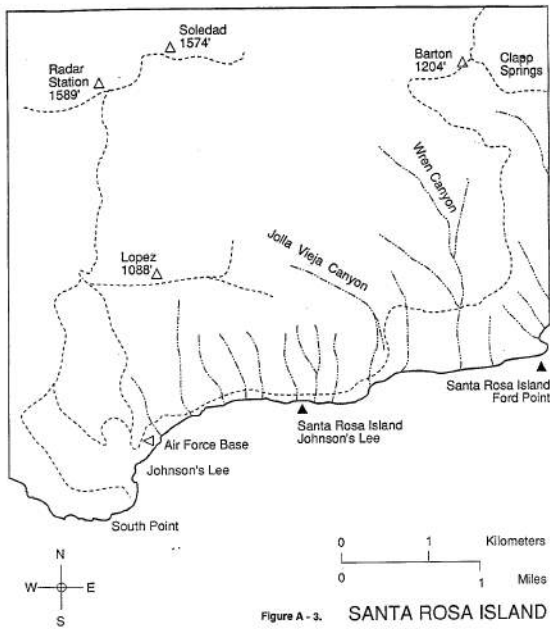 Soledad
1574'
Radar
Station
1589'
Barton
1204'
Clapp
Springs
Wren Canyon
Lopez
1088'
Jolla Vieja Canyon
Santa Rosa Island
Ford Point
Santa Rosa Island
Johnson's Lee
Air Force Base
Johnson's Lee
South Point
N
W
E
S
0 1 Kilometers
0 1 Miles
Figure A - 3. SANTA ROSA ISLAND